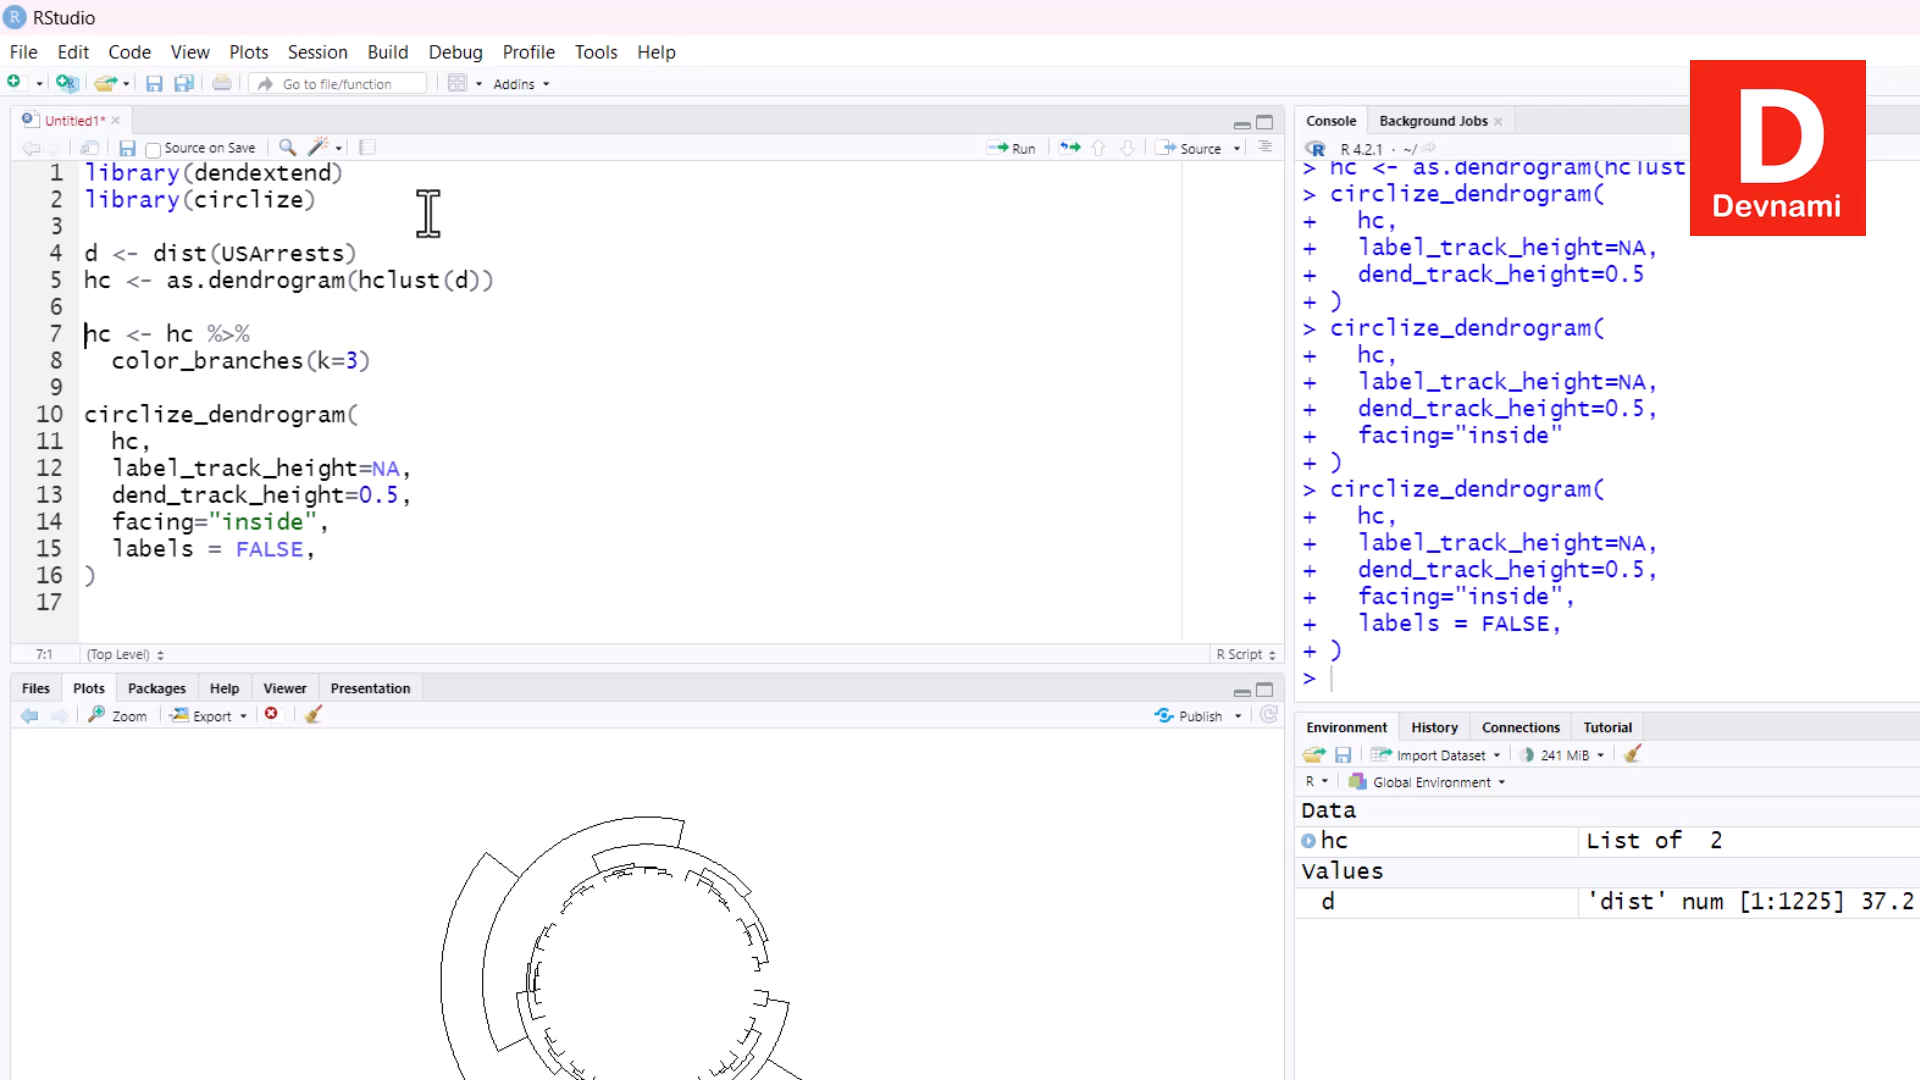 RStudio
File Edit Code View Plots Session Build Debug Profile Tools Help
Go to file/function Addins
Untitled1*
Source on Save Run Source
1 library(dendextend)
2 library(circlize)
3
4 d <- dist(USArrests)
5 hc <- as.dendrogram(hclust(d))
6
7 hc <- hc %>%
8 color_branches(k=3)
9
10 circlize_dendrogram(
11 hc,
12 label_track_height=NA,
13 dend_track_height=0.5,
14 facing="inside",
15 labels = FALSE,
16 )
17
7:1 (Top Level) R Script
Files Plots Packages Help Viewer Presentation
Zoom Export Publish
Console Background Jobs
R 4.2.1 · ~/
> hc <- as.dendrogram(hclust
> circlize_dendrogram(
+ hc,
+ label_track_height=NA,
+ dend_track_height=0.5
+ )
> circlize_dendrogram(
+ hc,
+ label_track_height=NA,
+ dend_track_height=0.5,
+ facing="inside"
+ )
> circlize_dendrogram(
+ hc,
+ label_track_height=NA,
+ dend_track_height=0.5,
+ facing="inside",
+ labels = FALSE,
+ )
>
D
Devnami
Environment History Connections Tutorial
Import Dataset 241 MiB
R Global Environment
Data
hc List of 2
Values
d 'dist' num [1:1225] 37.2